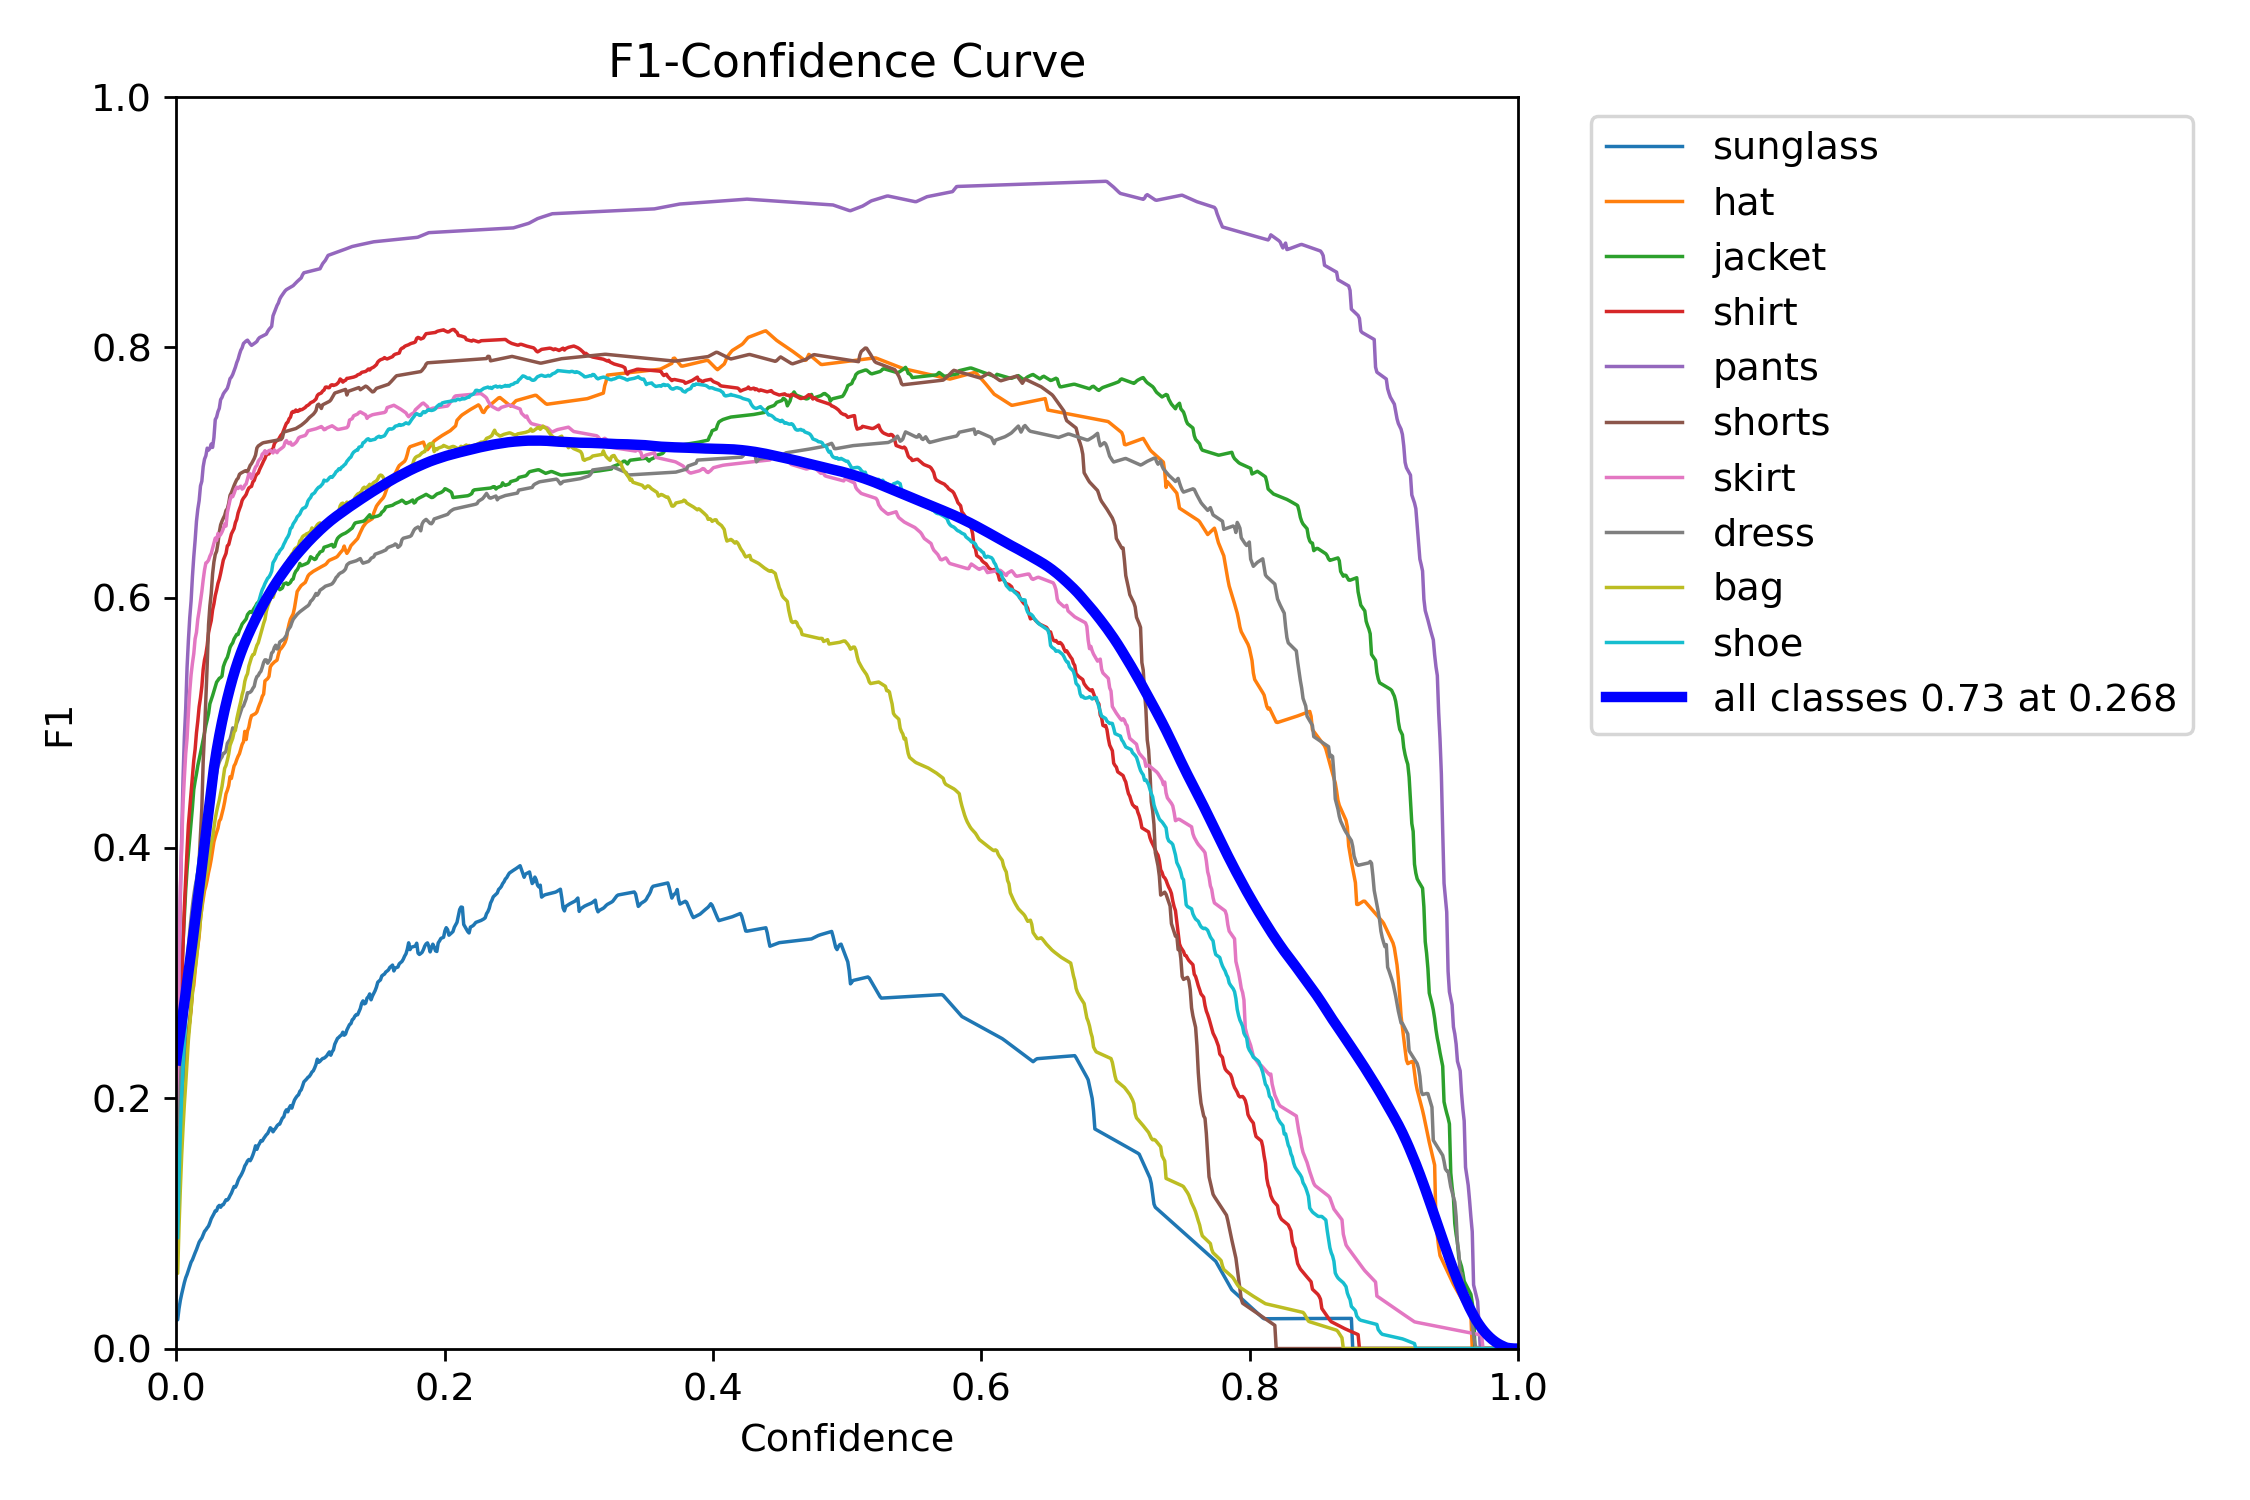 F1-Confidence Curve
1.0
0.8
0.6
0.4
0.2
0.0
F1
0.0 0.2 0.4 0.6 0.8 1.0
Confidence
sunglass
hat
jacket
shirt
pants
shorts
skirt
dress
bag
shoe
all classes 0.73 at 0.268